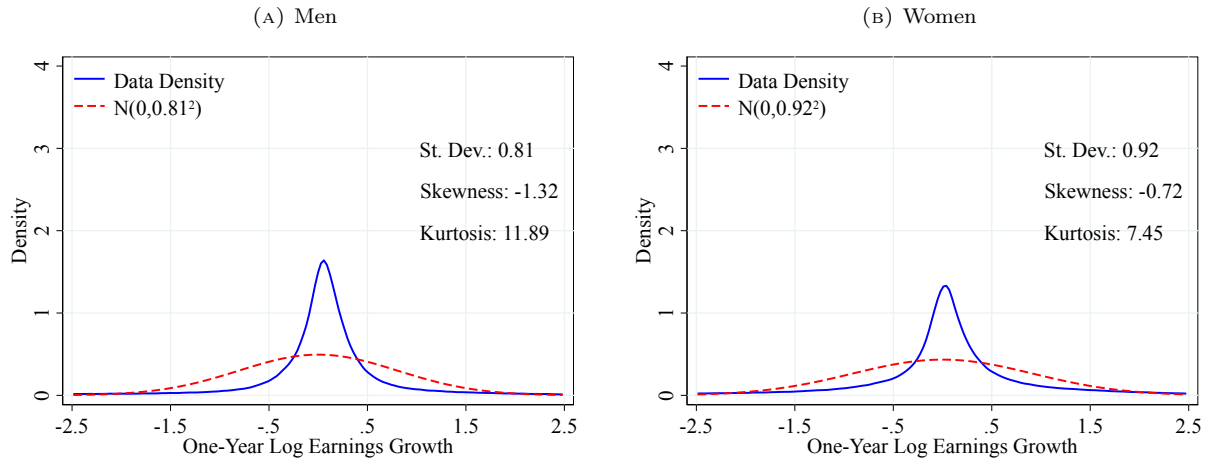 (A) Men
4
3
2
1
0
Density
Data Density
N(0,0.81²)
St. Dev.: 0.81
Skewness: -1.32
Kurtosis: 11.89
-2.5 -1.5 -.5 .5 1.5 2.5
One-Year Log Earnings Growth
(B) Women
4
3
2
1
0
Density
Data Density
N(0,0.92²)
St. Dev.: 0.92
Skewness: -0.72
Kurtosis: 7.45
-2.5 -1.5 -.5 .5 1.5 2.5
One-Year Log Earnings Growth